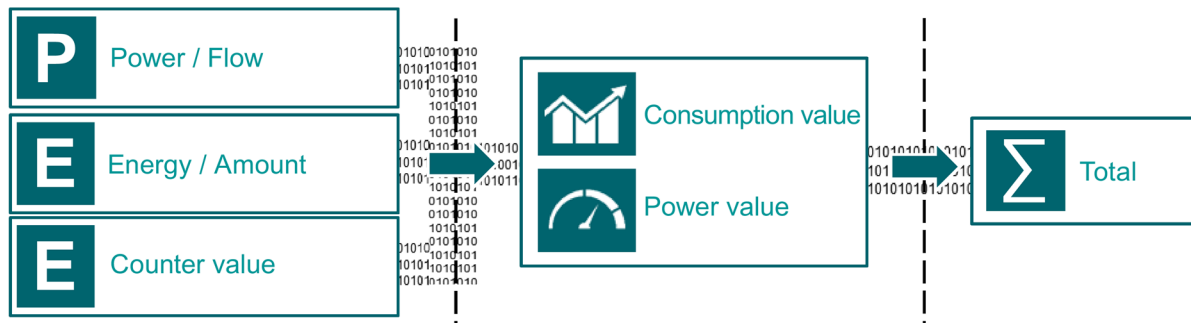 P
Power / Flow
E
Energy / Amount
E
Counter value
Consumption value
Power value
Σ
Total